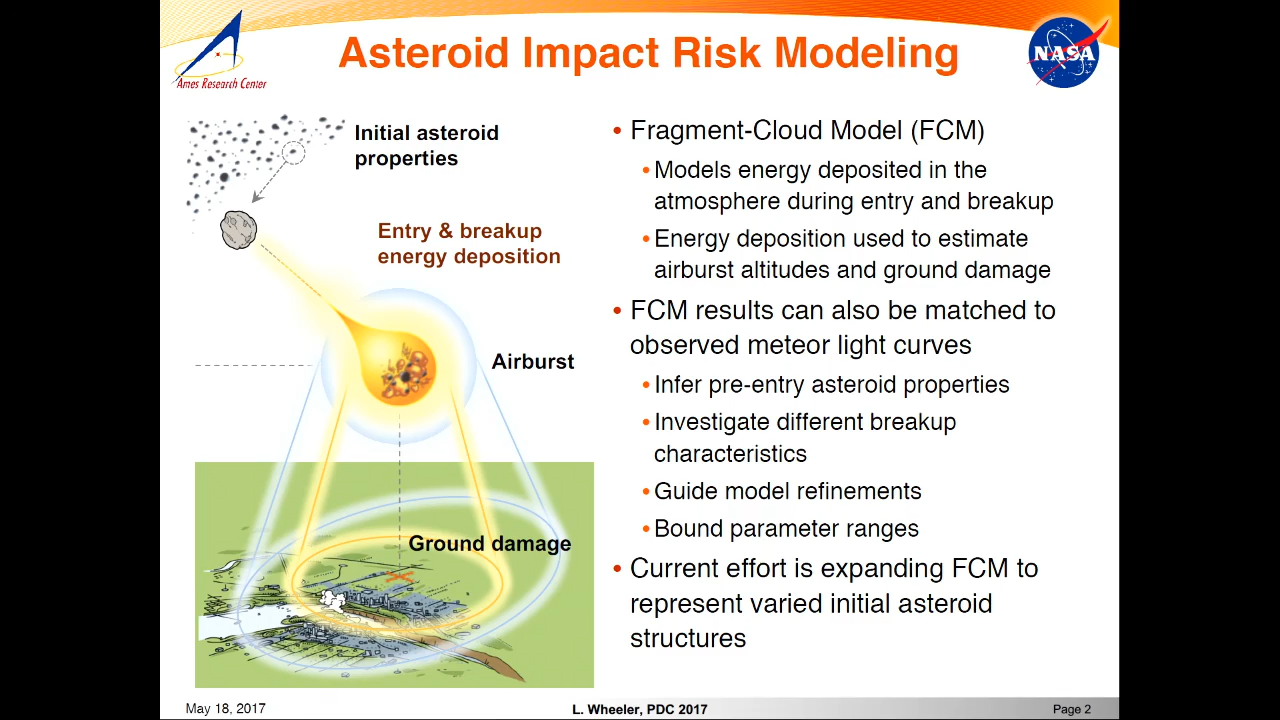 Asteroid Impact Risk Modeling
Ames Research Center
NASA
Initial asteroid
properties
Entry & breakup
energy deposition
Airburst
Ground damage
• Fragment-Cloud Model (FCM)
• Models energy deposited in the
atmosphere during entry and breakup
• Energy deposition used to estimate
airburst altitudes and ground damage
• FCM results can also be matched to
observed meteor light curves
• Infer pre-entry asteroid properties
• Investigate different breakup
characteristics
• Guide model refinements
• Bound parameter ranges
• Current effort is expanding FCM to
represent varied initial asteroid
structures
May 18, 2017
L. Wheeler, PDC 2017
Page 2